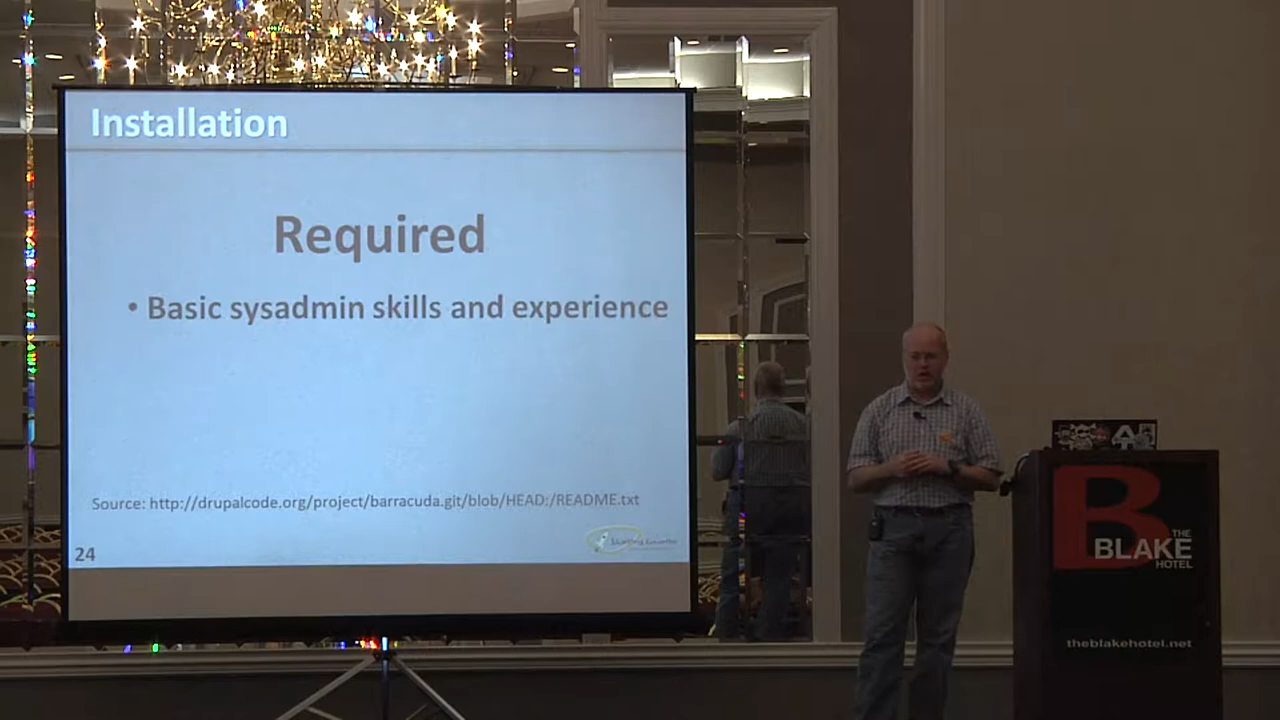 Installation
Required
• Basic sysadmin skills and experience
Source: http://drupalcode.org/project/barracuda.git/blob/HEAD:/README.txt
24
B
THE
BLAKE
HOTEL
theblakehotel.net